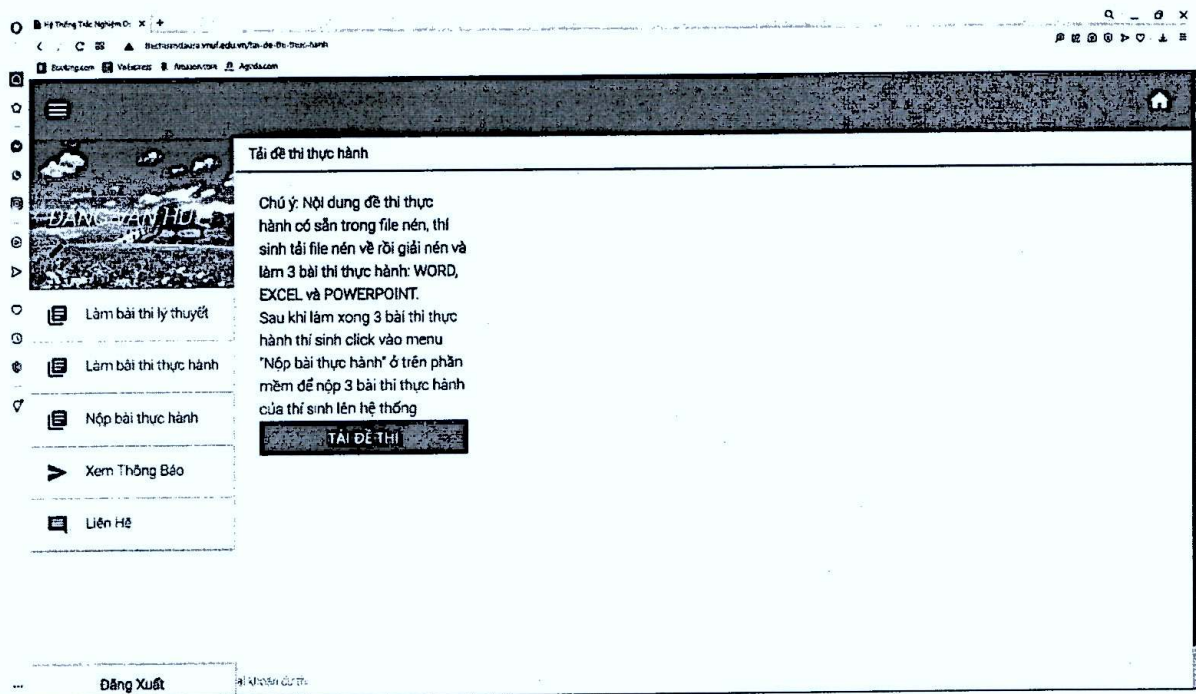 Hệ Thống Trắc Nghiệm O
Booking.com
Agoda.com
Tải đề thi thực hành
Chú ý: Nội dung đề thi thực
hành có sẵn trong file nén, thí
sinh tải file nén về rồi giải nén và
làm 3 bài thi thực hành: WORD,
EXCEL và POWERPOINT.
Sau khi làm xong 3 bài thi thực
hành thí sinh click vào menu
"Nộp bài thực hành" ở trên phần
mềm để nộp 3 bài thi thực hành
của thí sinh lên hệ thống
TẢI ĐỀ THI
Làm bài thi lý thuyết
Làm bài thi thực hành
Nộp bài thực hành
Xem Thông Báo
Liên Hệ
Đăng Xuất